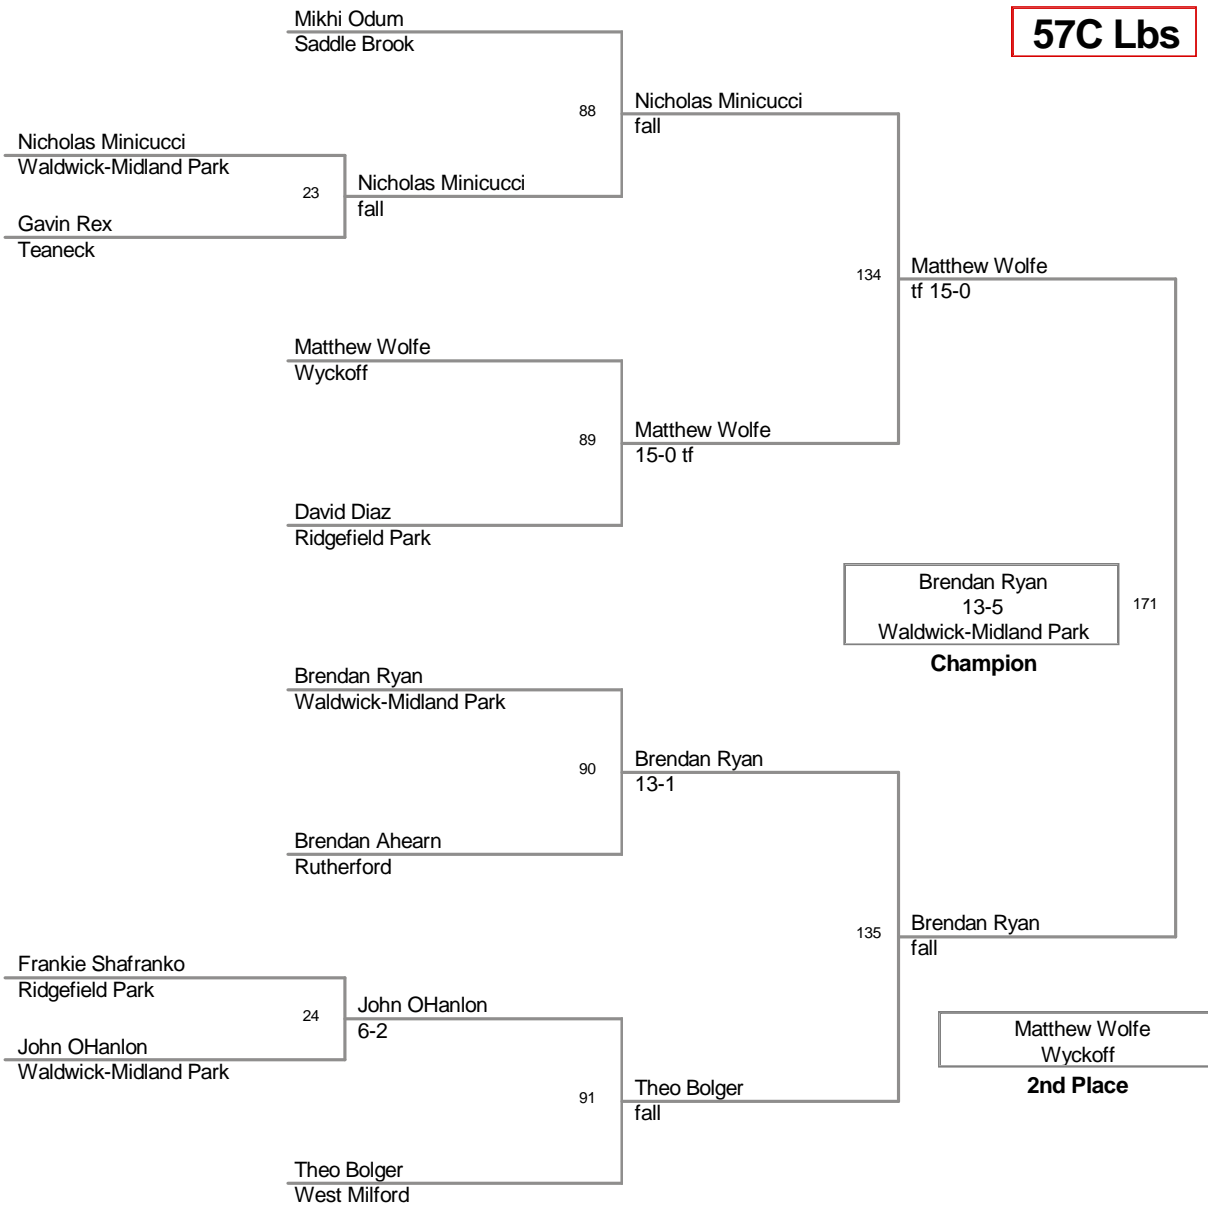 Mikhi Odum
Saddle Brook
57C Lbs
88
Nicholas Minicucci
fall
Nicholas Minicucci
Waldwick-Midland Park
23
Nicholas Minicucci
fall
Gavin Rex
Teaneck
134
Matthew Wolfe
tf 15-0
Matthew Wolfe
Wyckoff
89
Matthew Wolfe
15-0 tf
David Diaz
Ridgefield Park
Brendan Ryan
13-5
Waldwick-Midland Park
171
Champion
Brendan Ryan
Waldwick-Midland Park
90
Brendan Ryan
13-1
Brendan Ahearn
Rutherford
135
Brendan Ryan
fall
Frankie Shafranko
Ridgefield Park
24
John OHanlon
6-2
John OHanlon
Waldwick-Midland Park
Matthew Wolfe
Wyckoff
2nd Place
91
Theo Bolger
fall
Theo Bolger
West Milford